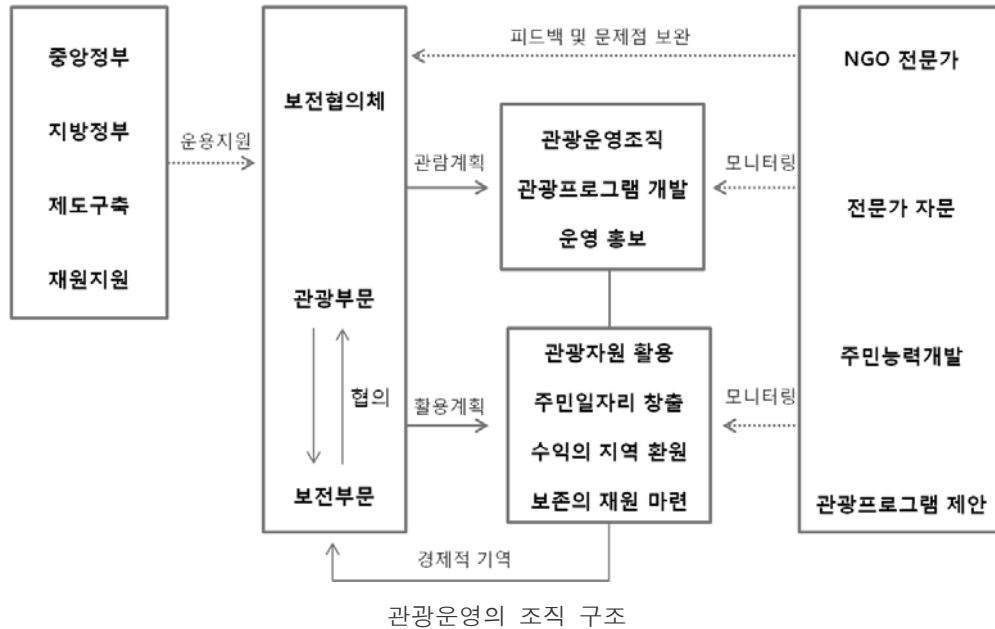 중앙정부
지방정부
제도구축
재원지원
운용지원
보전협의체
관광부문
협의
보전부문
피드백 및 문제점 보완
관람계획
관광운영조직
관광프로그램 개발
운영 홍보
모니터링
활용계획
관광자원 활용
주민일자리 창출
수익의 지역 환원
보존의 재원 마련
모니터링
NGO 전문가
전문가 자문
주민능력개발
관광프로그램 제안
경제적 기역
관광운영의 조직 구조